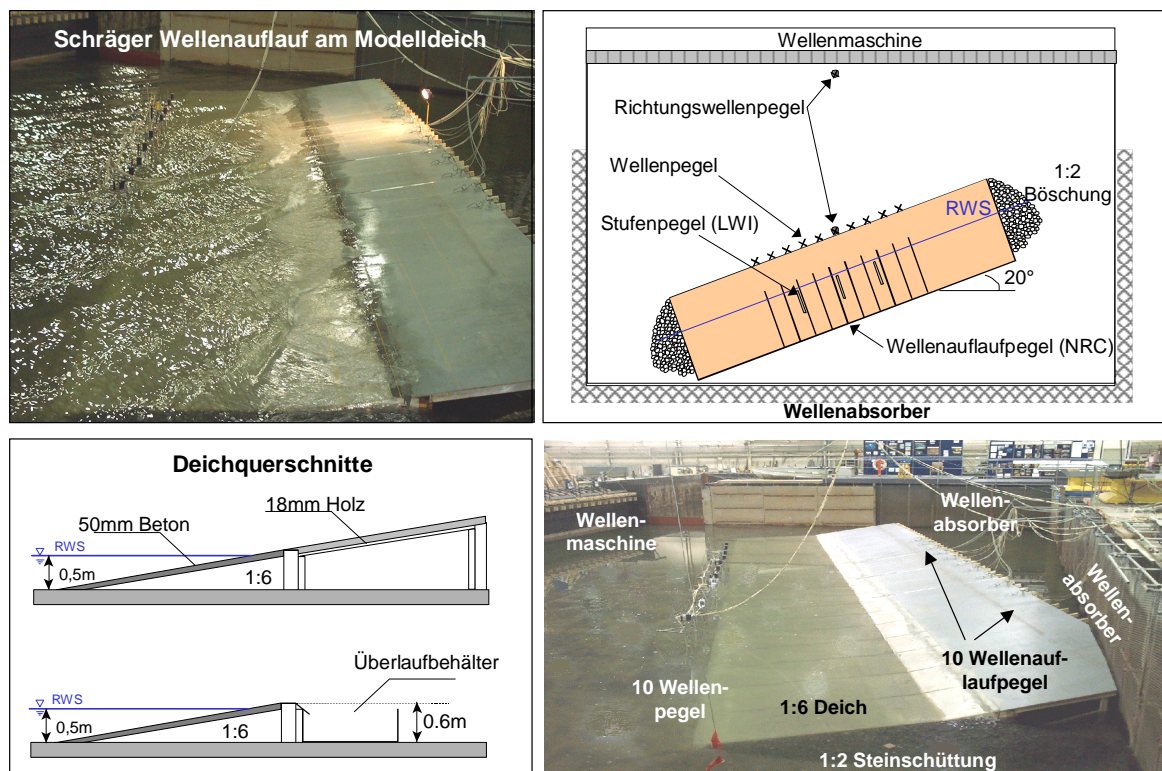 Schräger Wellenauflauf am Modelldeich
Wellenmaschine
Richtungswellenpegel
Wellenpegel
Stufenpegel (LWI)
RWS
1:2
Böschung
20°
Wellenauflaufpegel (NRC)
Wellenabsorber
Deichquerschnitte
18mm Holz
50mm Beton
RWS
0,5m
1:6
Überlaufbehälter
RWS
0,5m
1:6
0.6m
Wellen-
maschine
Wellen-
absorber
Wellen-
absorber
10 Wellenauf-
laufpegel
10 Wellen-
pegel
1:6 Deich
1:2 Steinschüttung